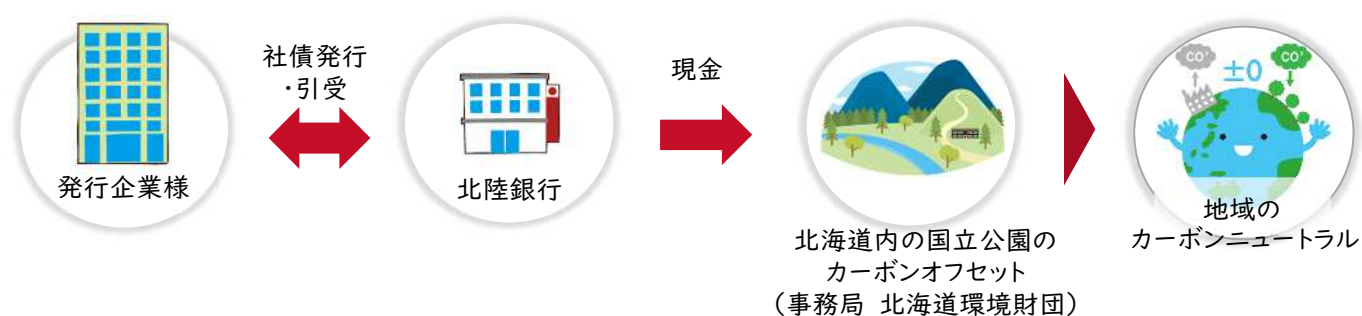 社債発行
・引受
発行企業様
北陸銀行
現金
北海道内の国立公園の
カーボンオフセット
(事務局 北海道環境財団)
CO²
±0
CO²
地域の
カーボンニュートラル